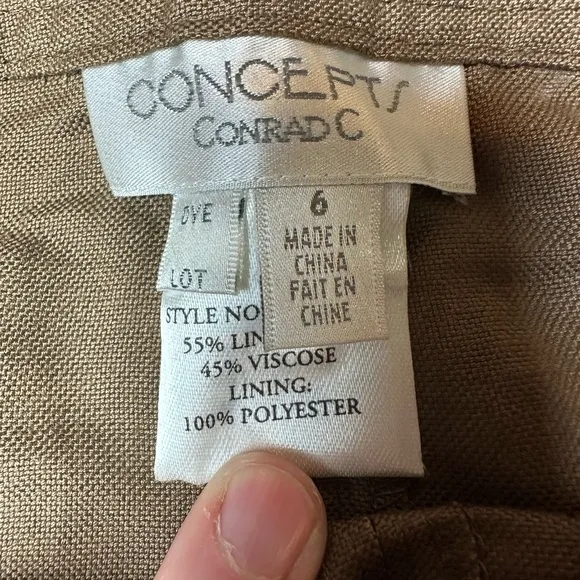 CONCEPTS
CONRAD C
DYE
LOT
6
MADE IN
CHINA
FAIT EN
CHINE
STYLE NO
55% LIN
45% VISCOSE
LINING:
100% POLYESTER